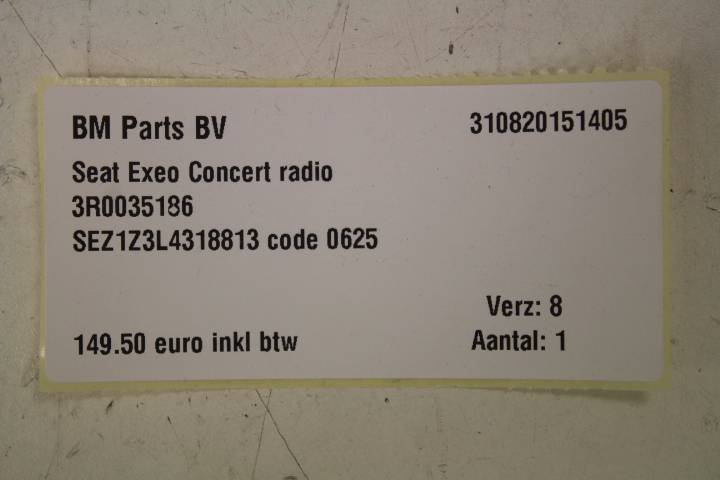 BM Parts BV 310820151405
Seat Exeo Concert radio
3R0035186
SEZ1Z3L4318813 code 0625
Verz: 8
149.50 euro inkl btw Aantal: 1